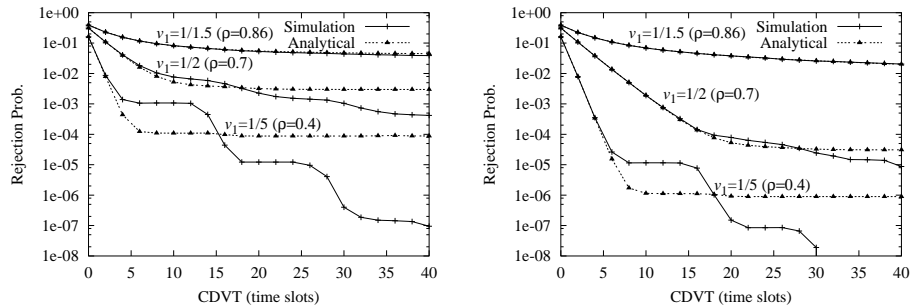 1e+00
1e-01
1e-02
1e-03
1e-04
1e-05
1e-06
1e-07
1e-08
Rejection Prob.
0 5 10 15 20 25 30 35 40
CDVT (time slots)
Simulation
Analytical
v1=1/1.5 (ρ=0.86)
v1=1/2 (ρ=0.7)
v1=1/5 (ρ=0.4)
1e+00
1e-01
1e-02
1e-03
1e-04
1e-05
1e-06
1e-07
1e-08
Rejection Prob.
0 5 10 15 20 25 30 35 40
CDVT (time slots)
Simulation
Analytical
v1=1/1.5 (ρ=0.86)
v1=1/2 (ρ=0.7)
v1=1/5 (ρ=0.4)